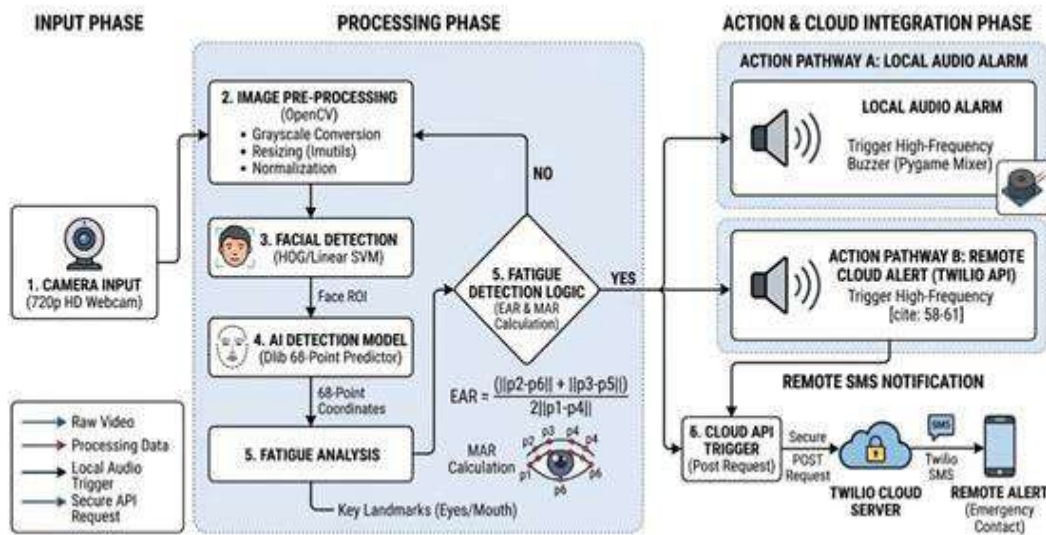 INPUT PHASE
PROCESSING PHASE
ACTION & CLOUD INTEGRATION PHASE
1. CAMERA INPUT
(720p HD Webcam)
2. IMAGE PRE-PROCESSING
(OpenCV)
• Grayscale Conversion
• Resizing (Imutils)
• Normalization
3. FACIAL DETECTION
(HOG/Linear SVM)
Face ROI
4. AI DETECTION MODEL
(Dlib 68-Point Predictor)
68-Point
Coordinates
5. FATIGUE ANALYSIS
Key Landmarks (Eyes/Mouth)
NO
5. FATIGUE
DETECTION LOGIC
(EAR & MAR
Calculation)
YES
EAR = (||p2-p6|| + ||p3-p5||)
2||p1-p4||
MAR
Calculation
p3 p4
p2 p4
p1 p6
p6
ACTION PATHWAY A: LOCAL AUDIO ALARM
LOCAL AUDIO ALARM
Trigger High-Frequency
Buzzer (Pygame Mixer)
ACTION PATHWAY B: REMOTE
CLOUD ALERT (TWILIO API)
Trigger High-Frequency
[cite: 58-61]
REMOTE SMS NOTIFICATION
6. CLOUD API
TRIGGER
(Post Request)
Secure
POST
Request
TWILIO CLOUD
SERVER
SMS
Twilio
SMS
REMOTE ALERT
(Emergency
Contact)
Raw Video
Processing Data
Local Audio
Trigger
Secure API
Request